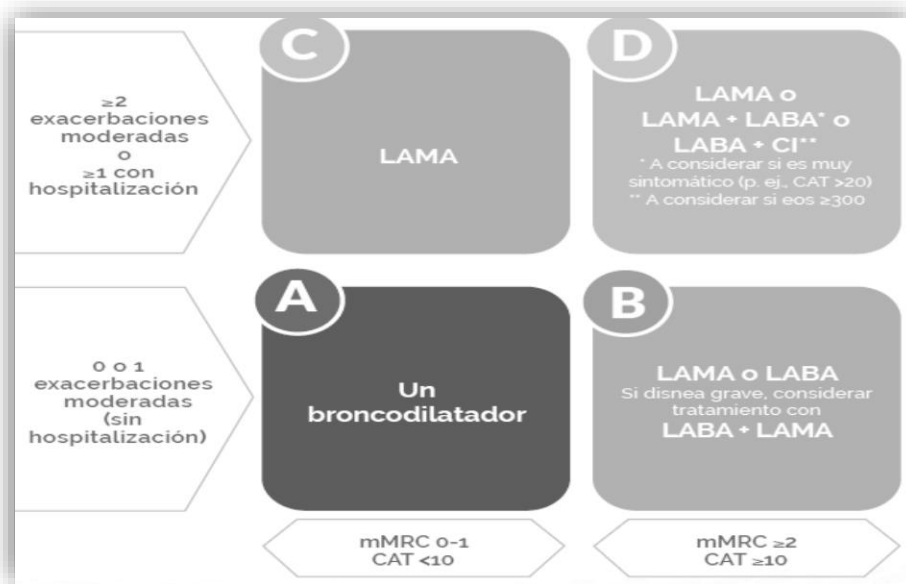 ≥2
exacerbaciones
moderadas
o
≥1 con
hospitalización
C
LAMA
D
LAMA o
LAMA + LABA* o
LABA + CI**
* A considerar si es muy
sintomático (p. ej., CAT >20)
** A considerar si eos ≥300
0 o 1
exacerbaciones
moderadas
(sin
hospitalización)
A
Un
broncodilatador
B
LAMA o LABA
Si disnea grave, considerar
tratamiento con
LABA + LAMA
mMRC 0-1
CAT <10
mMRC ≥2
CAT ≥10